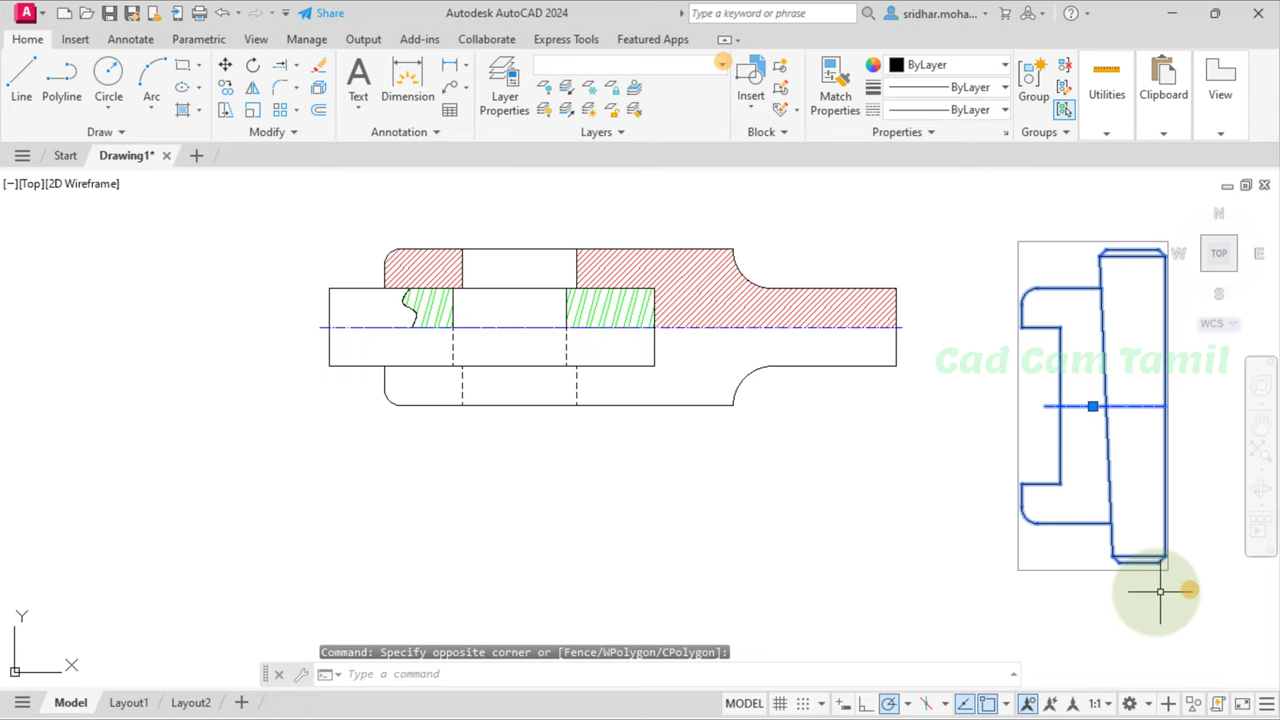 A Share Autodesk AutoCAD 2024 Type a keyword or phrase sridhar.moha...
Home Insert Annotate Parametric View Manage Output Add-ins Collaborate Express Tools Featured Apps
Line Polyline Circle Arc Text Dimension Layer Properties Insert Match Properties ByLayer ByLayer ByLayer Group Utilities Clipboard View
Draw Modify Annotation Layers Block Properties Groups
Start Drawing1*
[−][Top][2D Wireframe]
N
W TOP E
S
WCS
Cad Cam Tamil
Y
X
Command: Specify opposite corner or [Fence/WPolygon/CPolygon]:
Type a command
Model Layout1 Layout2 MODEL 1:1